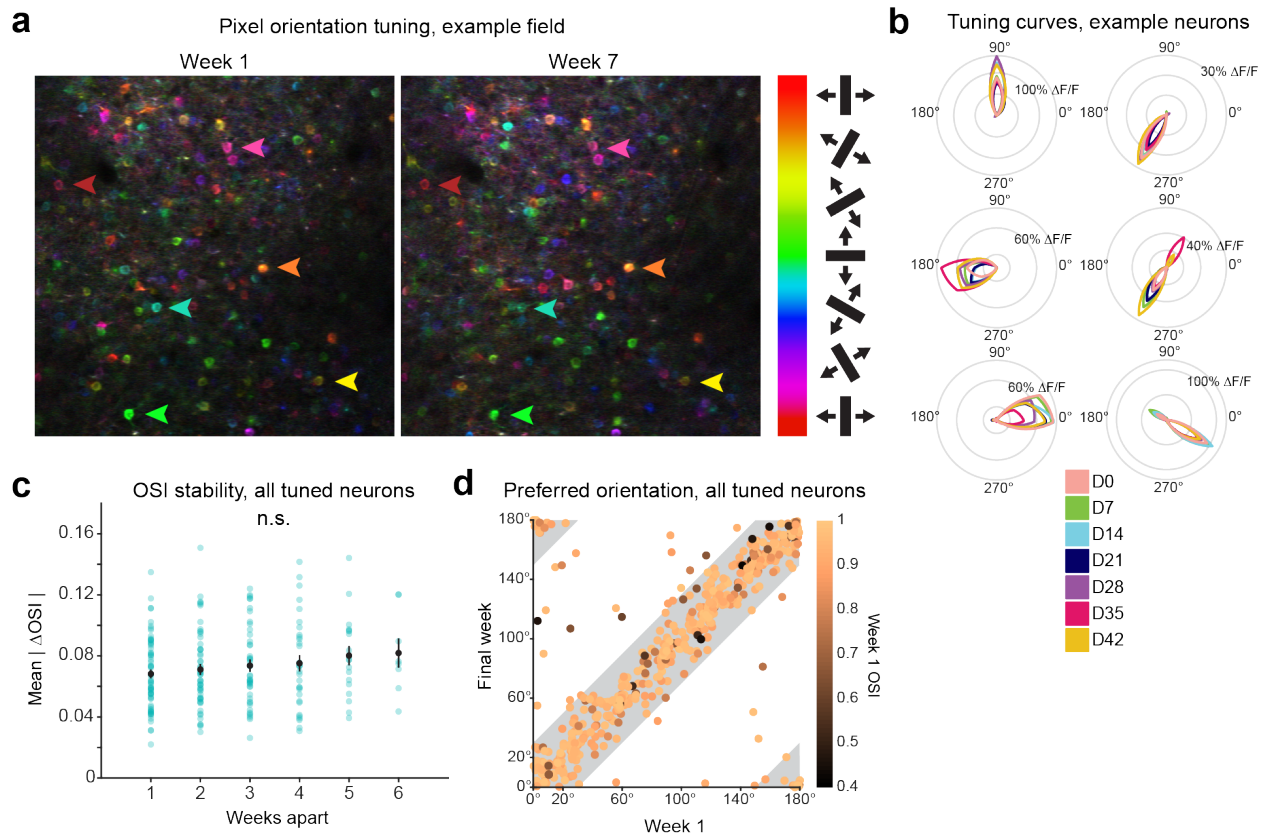 a
Pixel orientation tuning, example field
Week 1
Week 7
b
Tuning curves, example neurons
90°
100% ΔF/F
180°
0°
270°
90°
30% ΔF/F
180°
0°
270°
90°
60% ΔF/F
180°
0°
270°
90°
40% ΔF/F
180°
0°
270°
90°
60% ΔF/F
180°
0°
270°
90°
100% ΔF/F
180°
0°
270°
D0
D7
D14
D21
D28
D35
D42
c
OSI stability, all tuned neurons
n.s.
Mean | ΔOSI |
0.16
0.12
0.08
0.04
0
1 2 3 4 5 6
Weeks apart
d
Preferred orientation, all tuned neurons
Final week
180°
140°
100°
60°
20°
0°
0° 20° 60° 100° 140° 180°
Week 1
1
0.9
0.8
0.7
0.6
0.5
0.4
Week 1 OSI